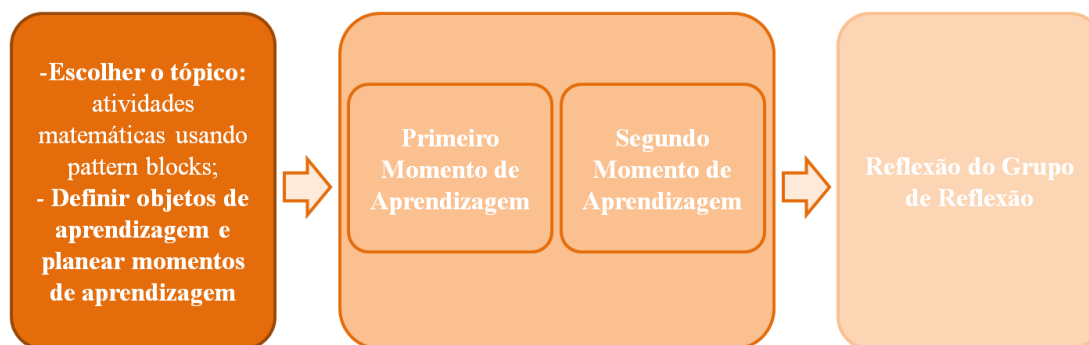 -Escolher o tópico:
atividades
matemáticas usando
pattern blocks;
- Definir objetos de
aprendizagem e
planear momentos
de aprendizagem
Primeiro
Momento de
Aprendizagem
Segundo
Momento de
Aprendizagem
Reflexão do Grupo
de Reflexão